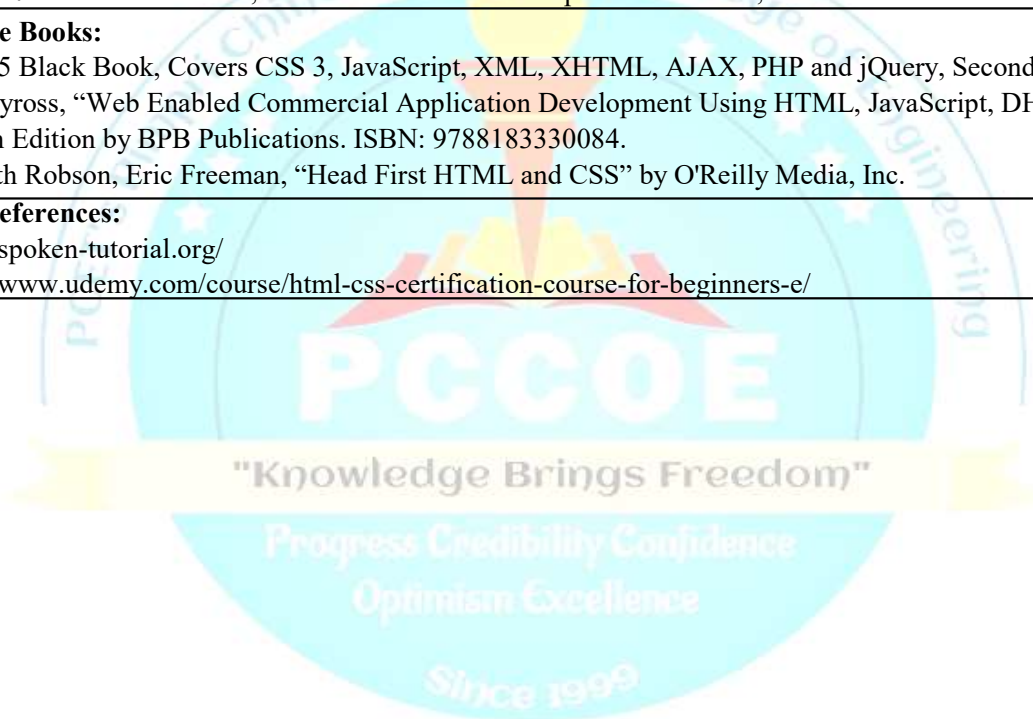 e Books:
5 Black Book, Covers CSS 3, JavaScript, XML, XHTML, AJAX, PHP and jQuery, Second
yross, “Web Enabled Commercial Application Development Using HTML, JavaScript, DH
Edition by BPB Publications. ISBN: 9788183330084.
th Robson, Eric Freeman, “Head First HTML and CSS” by O'Reilly Media, Inc.
eferences:
spoken-tutorial.org/
www.udemy.com/course/html-css-certification-course-for-beginners-e/
of Engineering
PCCOE
"Knowledge Brings Freedom"
Progress Credibility Confidence
Optimism Excellence
Since 1999